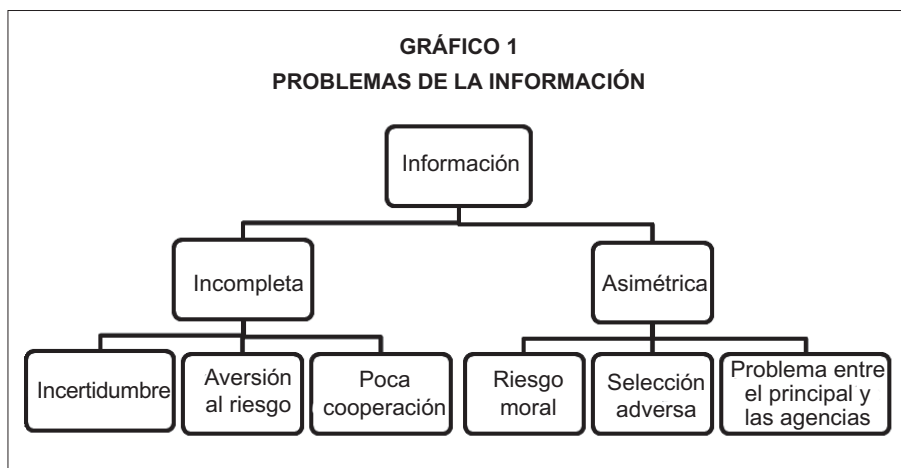 GRÁFICO 1
PROBLEMAS DE LA INFORMACIÓN
Información
Incompleta
Asimétrica
Incertidumbre
Aversión
al riesgo
Poca
cooperación
Riesgo
moral
Selección
adversa
Problema entre
el principal y
las agencias